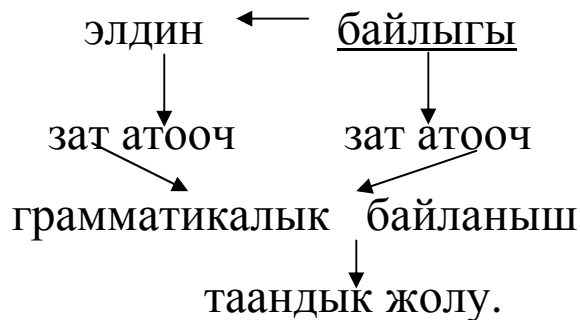 элдин байлыгы
зат атооч зат атооч
грамматикалык байланыш
таандык жолу.